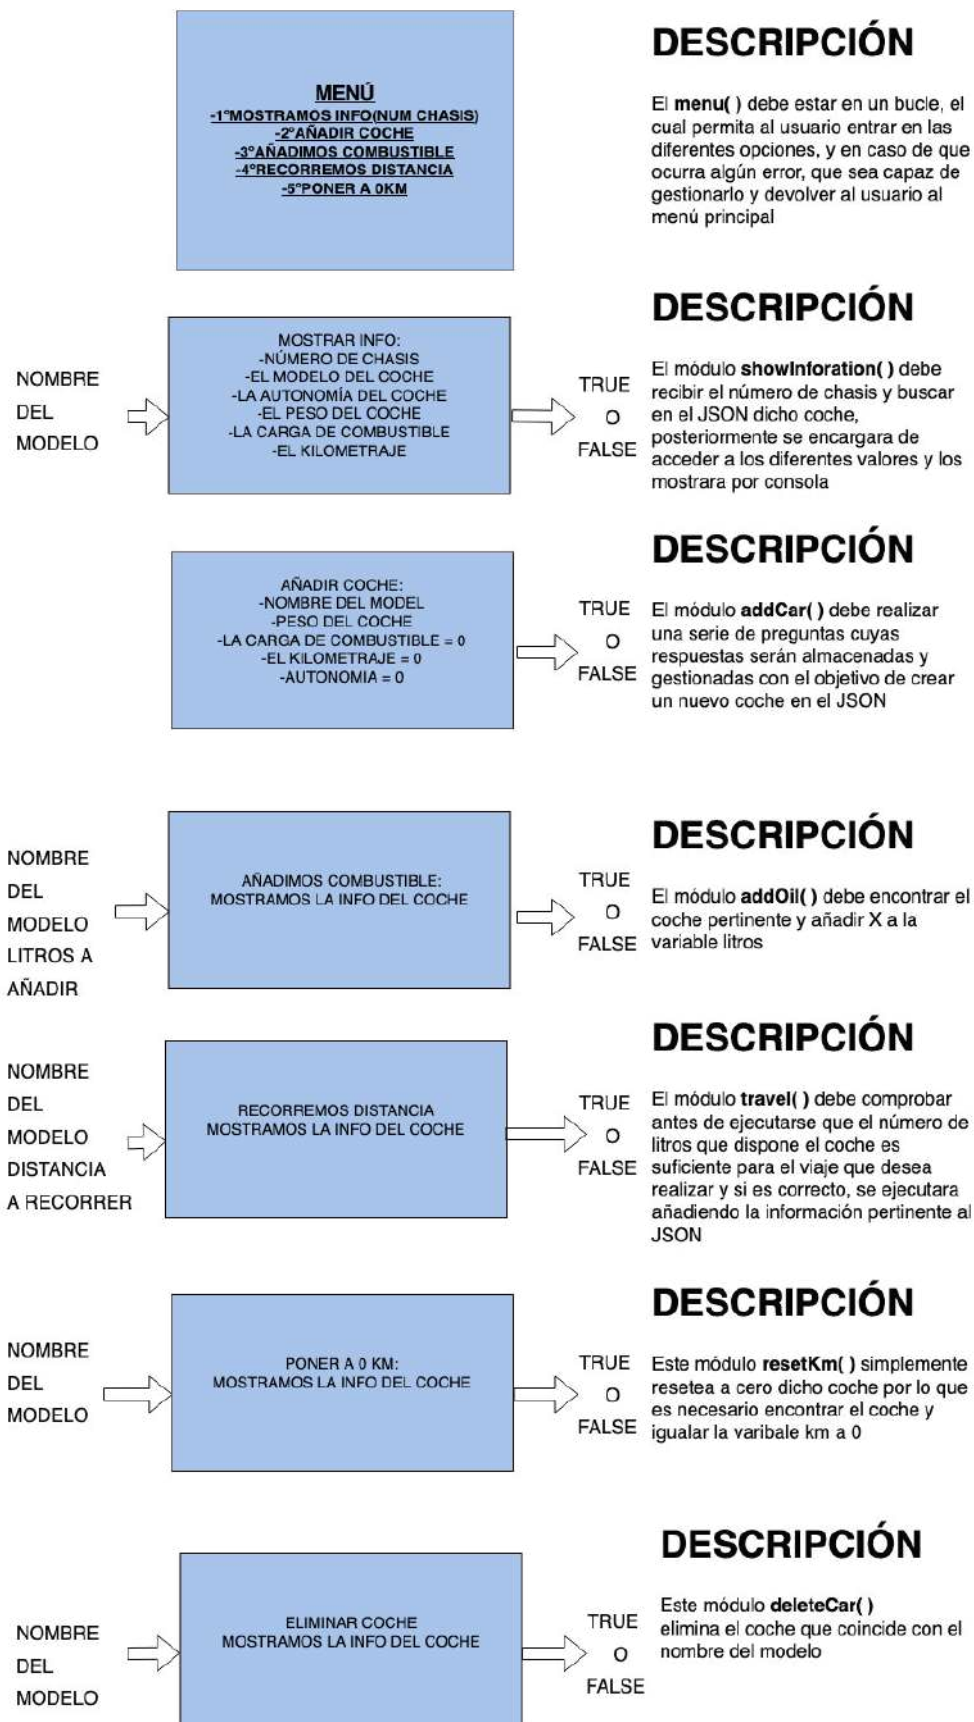 MENÚ
-1ºMOSTRAMOS INFO(NUM CHASIS)
-2ºAÑADIR COCHE
-3ºAÑADIMOS COMBUSTIBLE
-4ºRECORREMOS DISTANCIA
-5ºPONER A 0KM
DESCRIPCIÓN
El menu( ) debe estar en un bucle, el
cual permita al usuario entrar en las
diferentes opciones, y en caso de que
ocurra algún error, que sea capaz de
gestionarlo y devolver al usuario al
menú principal
NOMBRE
DEL
MODELO
MOSTRAR INFO:
-NÚMERO DE CHASIS
-EL MODELO DEL COCHE
-LA AUTONOMÍA DEL COCHE
-EL PESO DEL COCHE
-LA CARGA DE COMBUSTIBLE
-EL KILOMETRAJE
TRUE
O
FALSE
DESCRIPCIÓN
El módulo showInforation( ) debe
recibir el número de chasis y buscar
en el JSON dicho coche,
posteriormente se encargara de
acceder a los diferentes valores y los
mostrara por consola
AÑADIR COCHE:
-NOMBRE DEL MODEL
-PESO DEL COCHE
-LA CARGA DE COMBUSTIBLE = 0
-EL KILOMETRAJE = 0
-AUTONOMIA = 0
TRUE
O
FALSE
DESCRIPCIÓN
El módulo addCar( ) debe realizar
una serie de preguntas cuyas
respuestas serán almacenadas y
gestionadas con el objetivo de crear
un nuevo coche en el JSON
NOMBRE
DEL
MODELO
LITROS A
AÑADIR
AÑADIMOS COMBUSTIBLE:
MOSTRAMOS LA INFO DEL COCHE
TRUE
O
FALSE
DESCRIPCIÓN
El módulo addOil( ) debe encontrar el
coche pertinente y añadir X a la
variable litros
NOMBRE
DEL
MODELO
DISTANCIA
A RECORRER
RECORREMOS DISTANCIA
MOSTRAMOS LA INFO DEL COCHE
TRUE
O
FALSE
DESCRIPCIÓN
El módulo travel( ) debe comprobar
antes de ejecutarse que el número de
litros que dispone el coche es
suficiente para el viaje que desea
realizar y si es correcto, se ejecutara
añadiendo la información pertinente al
JSON
NOMBRE
DEL
MODELO
PONER A 0 KM:
MOSTRAMOS LA INFO DEL COCHE
TRUE
O
FALSE
DESCRIPCIÓN
Este módulo resetKm( ) simplemente
resetea a cero dicho coche por lo que
es necesario encontrar el coche y
igualar la varibale km a 0
NOMBRE
DEL
MODELO
ELIMINAR COCHE
MOSTRAMOS LA INFO DEL COCHE
TRUE
O
FALSE
DESCRIPCIÓN
Este módulo deleteCar( )
elimina el coche que coincide con el
nombre del modelo